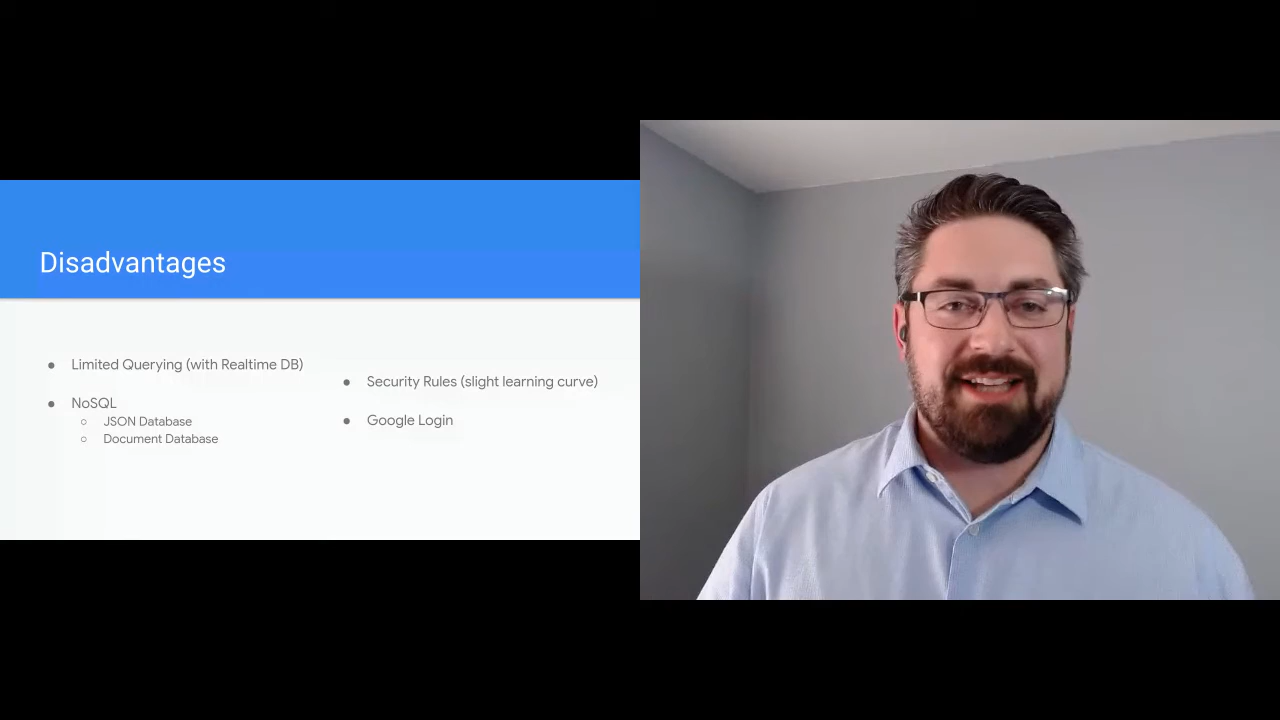 Disadvantages
● Limited Querying (with Realtime DB)
● NoSQL
○ JSON Database
○ Document Database
● Security Rules (slight learning curve)
● Google Login